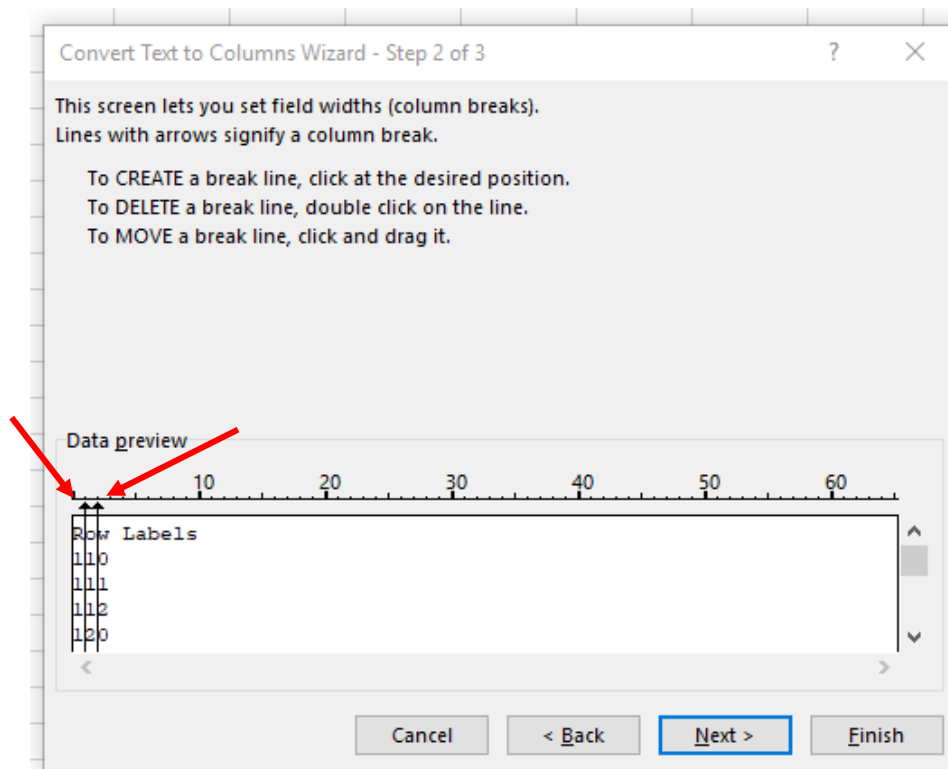 Convert Text to Columns Wizard - Step 2 of 3 ?
This screen lets you set field widths (column breaks).
Lines with arrows signify a column break.
To CREATE a break line, click at the desired position.
To DELETE a break line, double click on the line.
To MOVE a break line, click and drag it.
Data preview
10 20 30 40 50 60
Row Labels
110
111
112
120
Cancel < Back Next > Finish